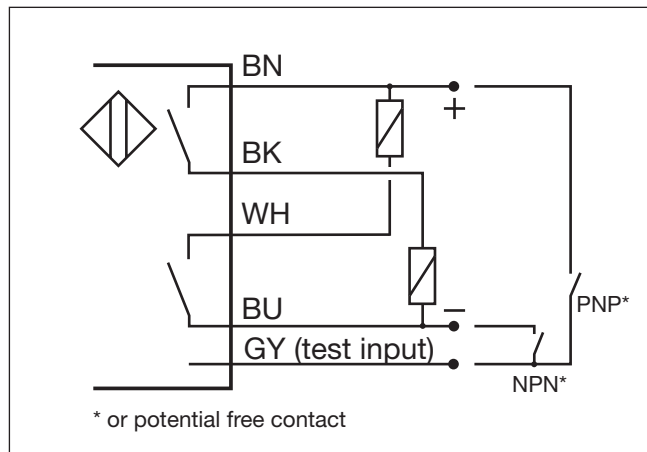 BN
+
BK
WH
BU
−
PNP*
GY (test input)
NPN*
* or potential free contact